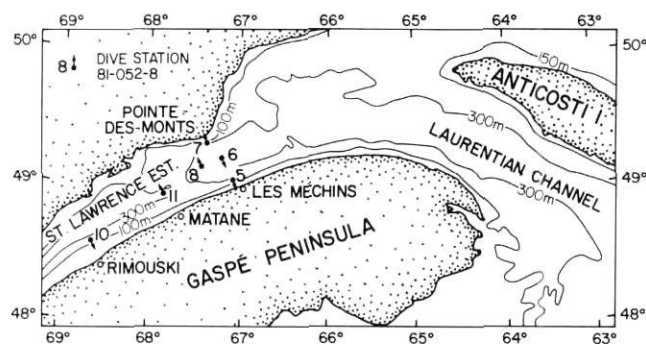 69° 68° 67° 66° 65° 64° 63°
50° 50°
8 DIVE STATION
81-052-8
150m
ANTICOSTI I.
POINTE
DES-MONTS
100m
300m
LAURENTIAN CHANNEL
300m
7 6
8
5
LES MECHINS
ST LAWRENCE EST.
11
300m
100m
MATANE
49° 49°
10
RIMOUSKI
GASPÉ PENINSULA
48° 48°
69° 68° 67° 66° 65° 64° 63°